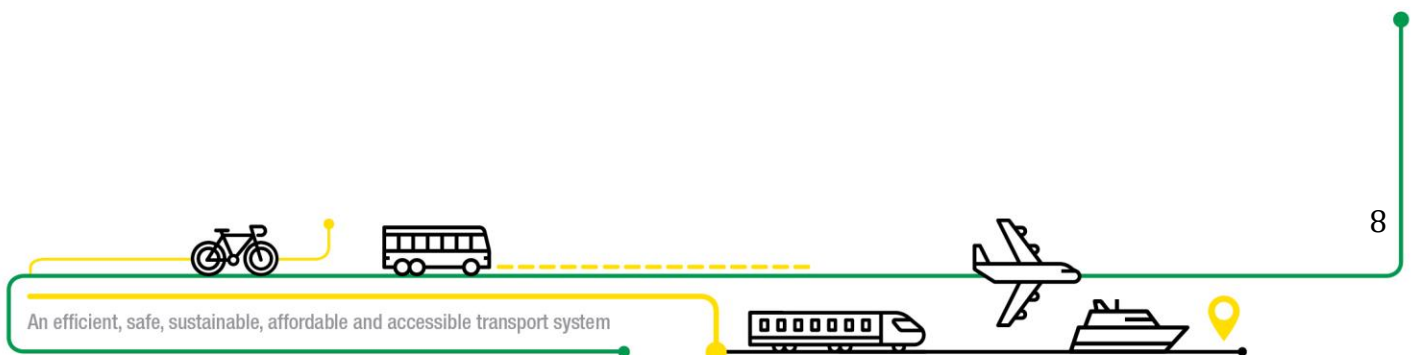 8
An efficient, safe, sustainable, affordable and accessible transport system